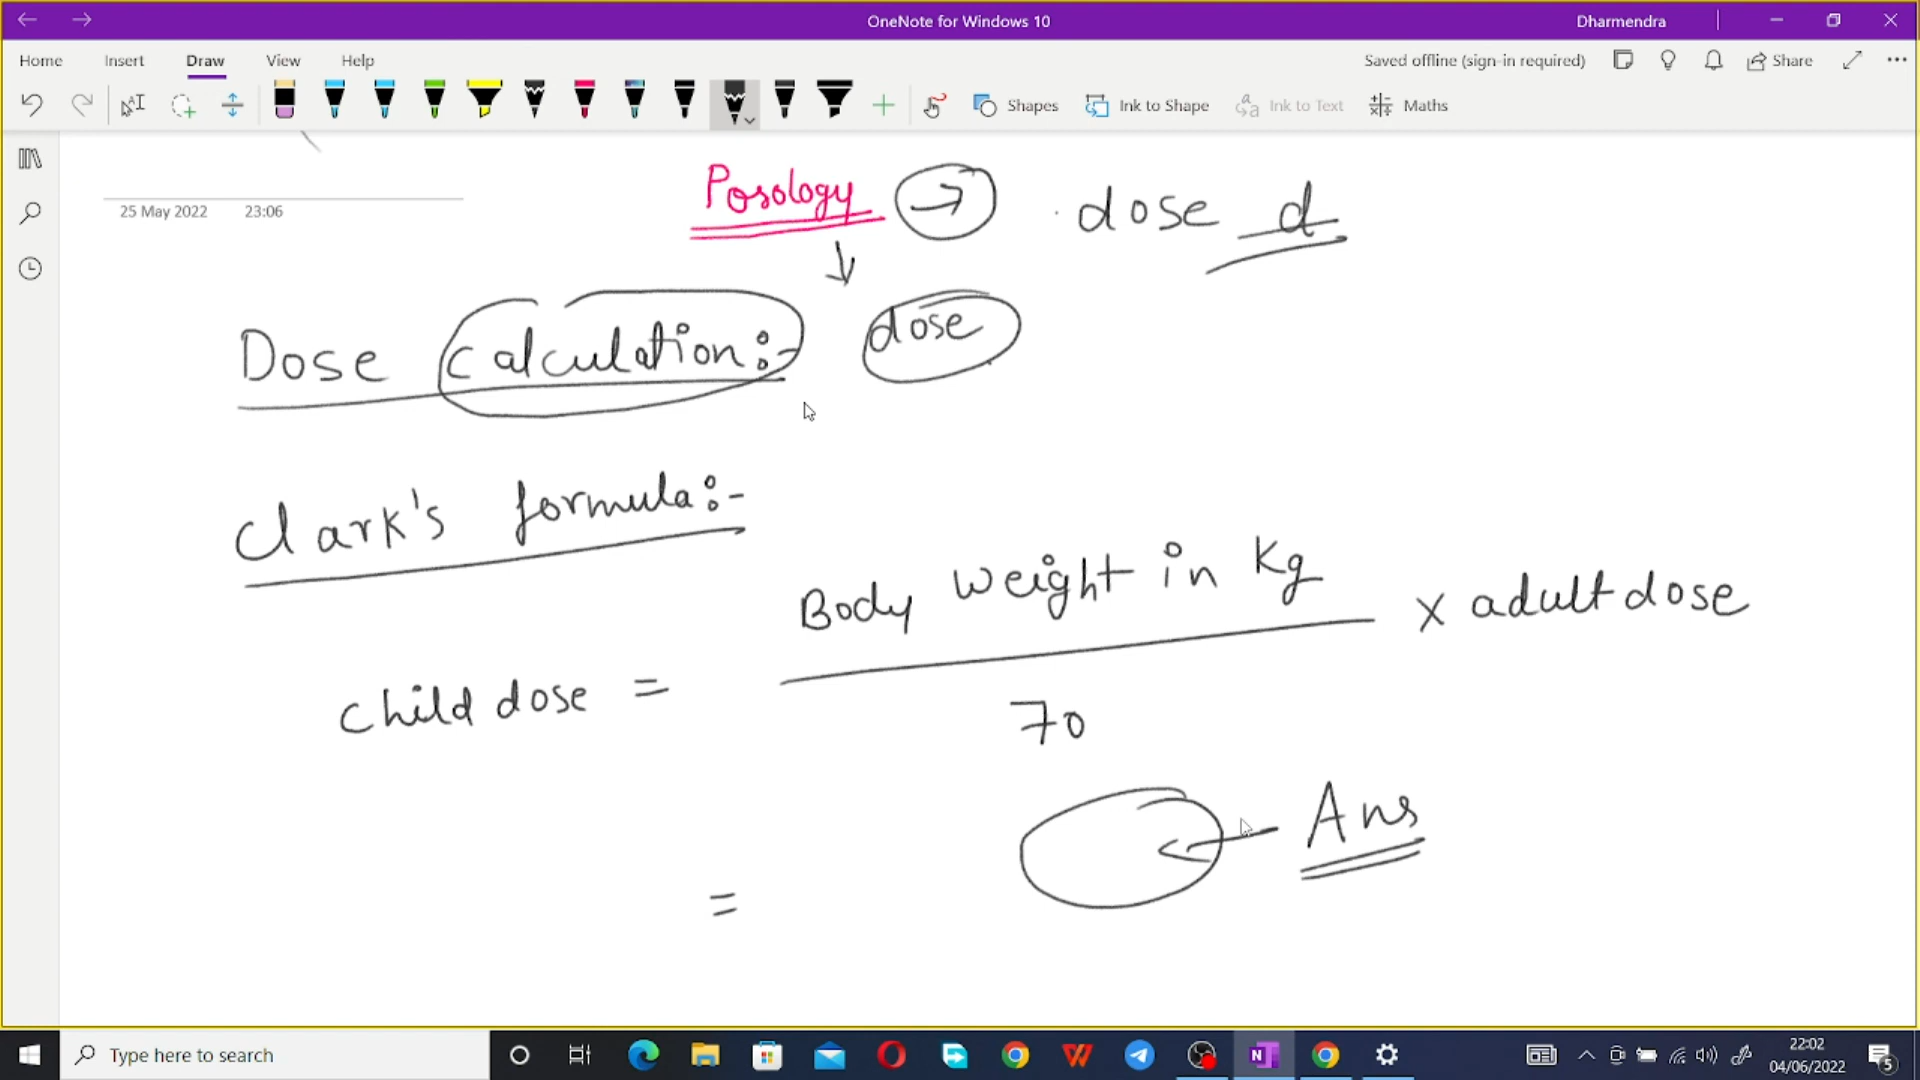 OneNote for Windows 10
Dharmendra
Home Insert Draw View Help
Saved offline (sign-in required)
Share
Shapes
Ink to Shape
Ink to Text
Maths
Posology → dose d
25 May 2022 23:06
Dose calculation:- dose
Clark's formula:-
Body weight in Kg
child dose = × adult dose
70
= Ans
Type here to search
22:02
04/06/2022
5